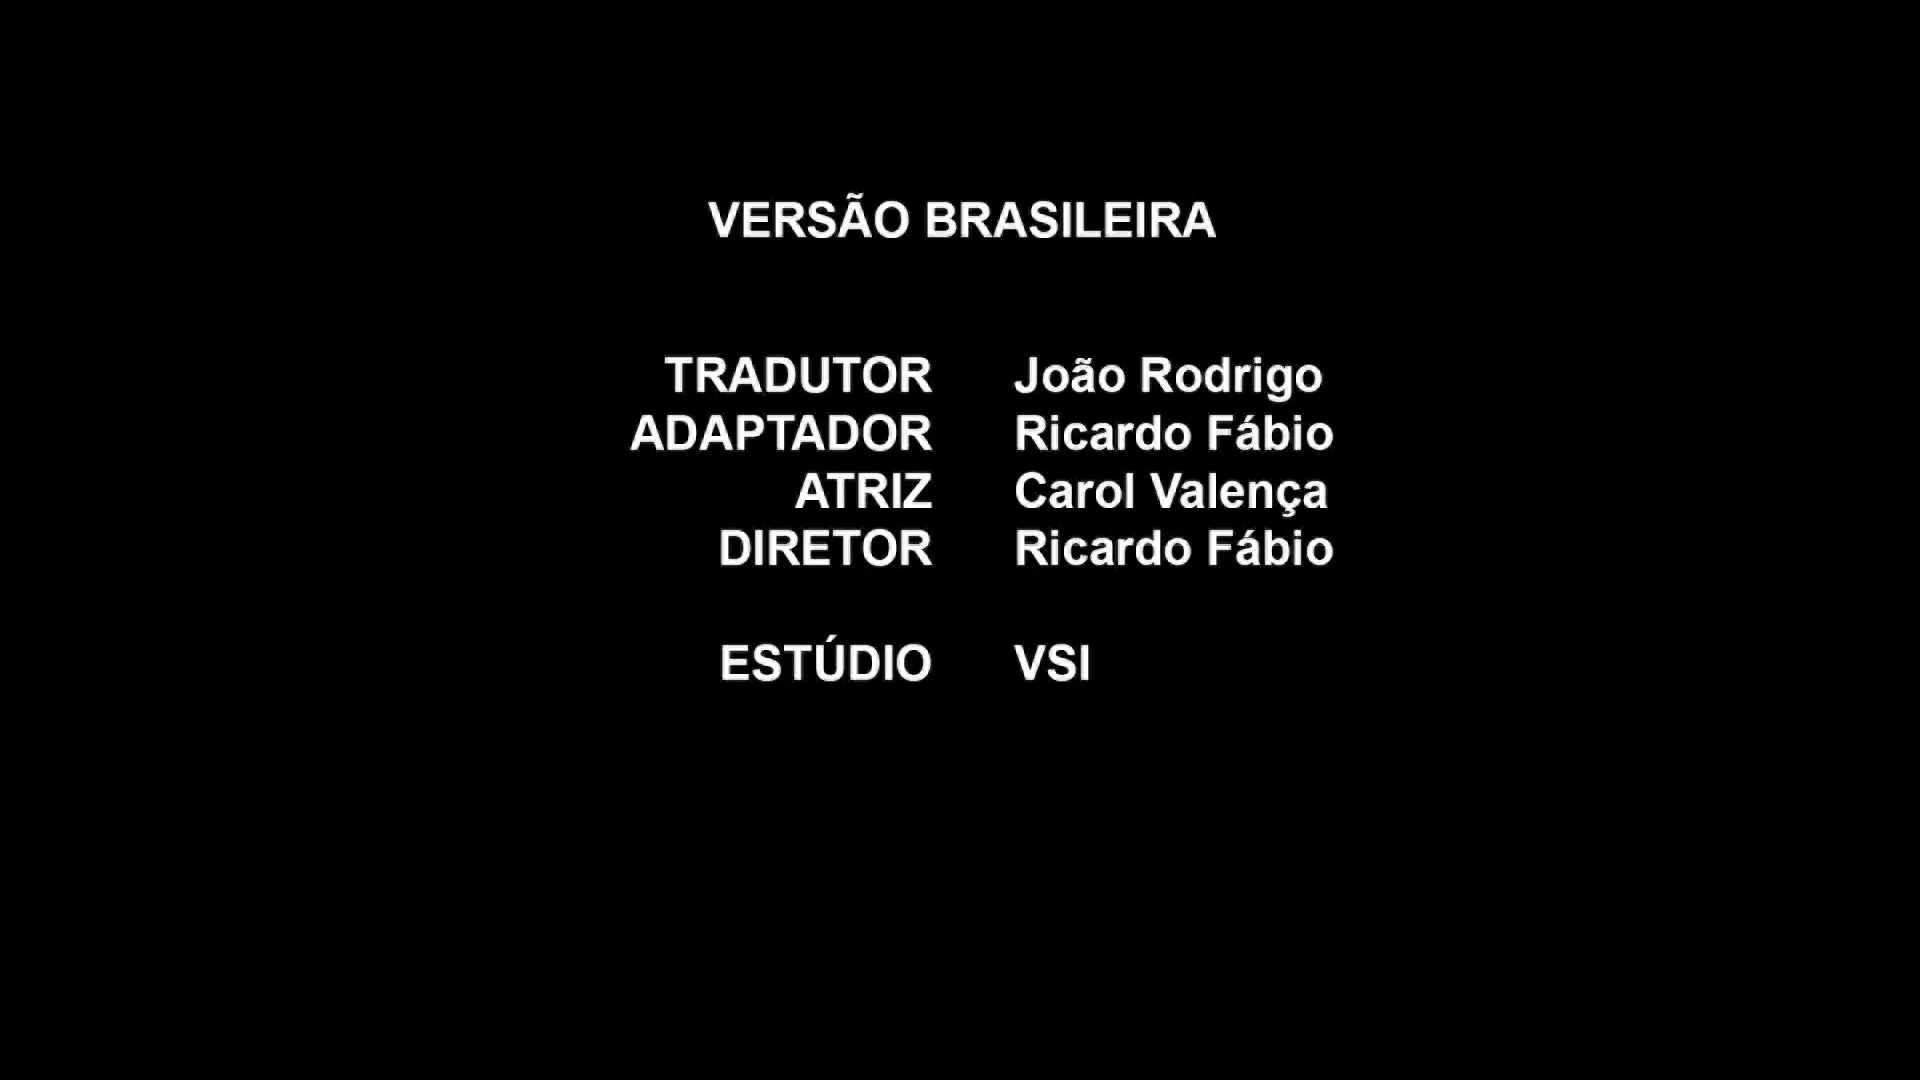 VERSÃO BRASILEIRA
TRADUTOR João Rodrigo
ADAPTADOR Ricardo Fábio
ATRIZ Carol Valença
DIRETOR Ricardo Fábio
ESTÚDIO VSI